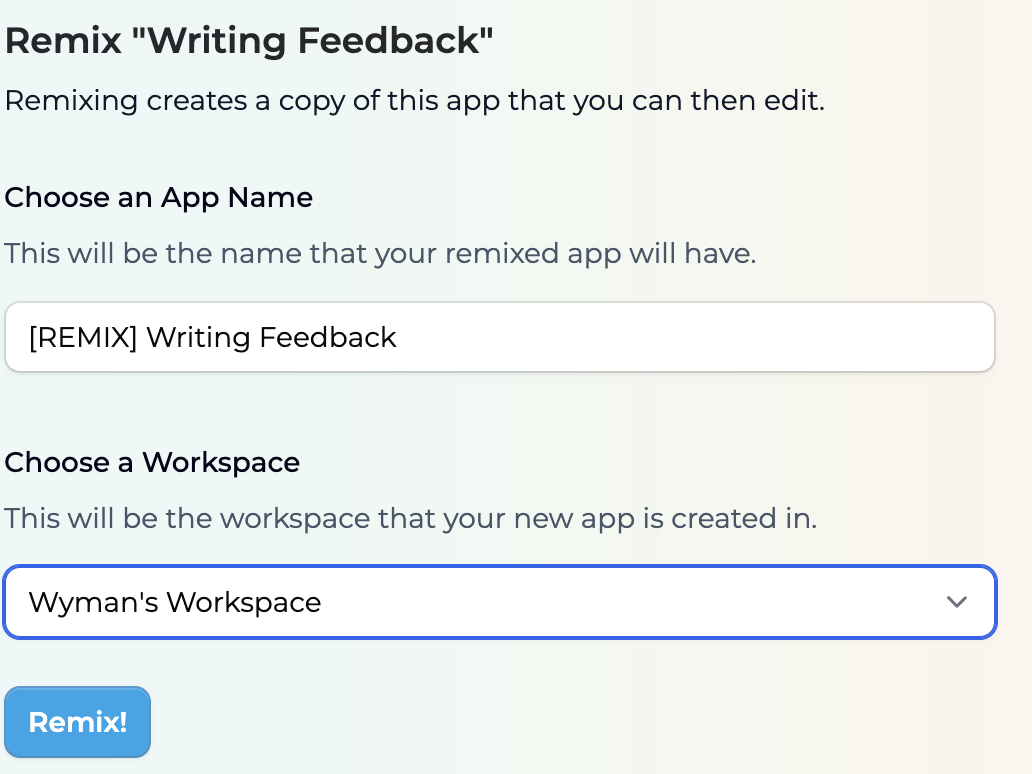 Remix "Writing Feedback"
Remixing creates a copy of this app that you can then edit.
Choose an App Name
This will be the name that your remixed app will have.
[REMIX] Writing Feedback
Choose a Workspace
This will be the workspace that your new app is created in.
Wyman's Workspace
Remix!